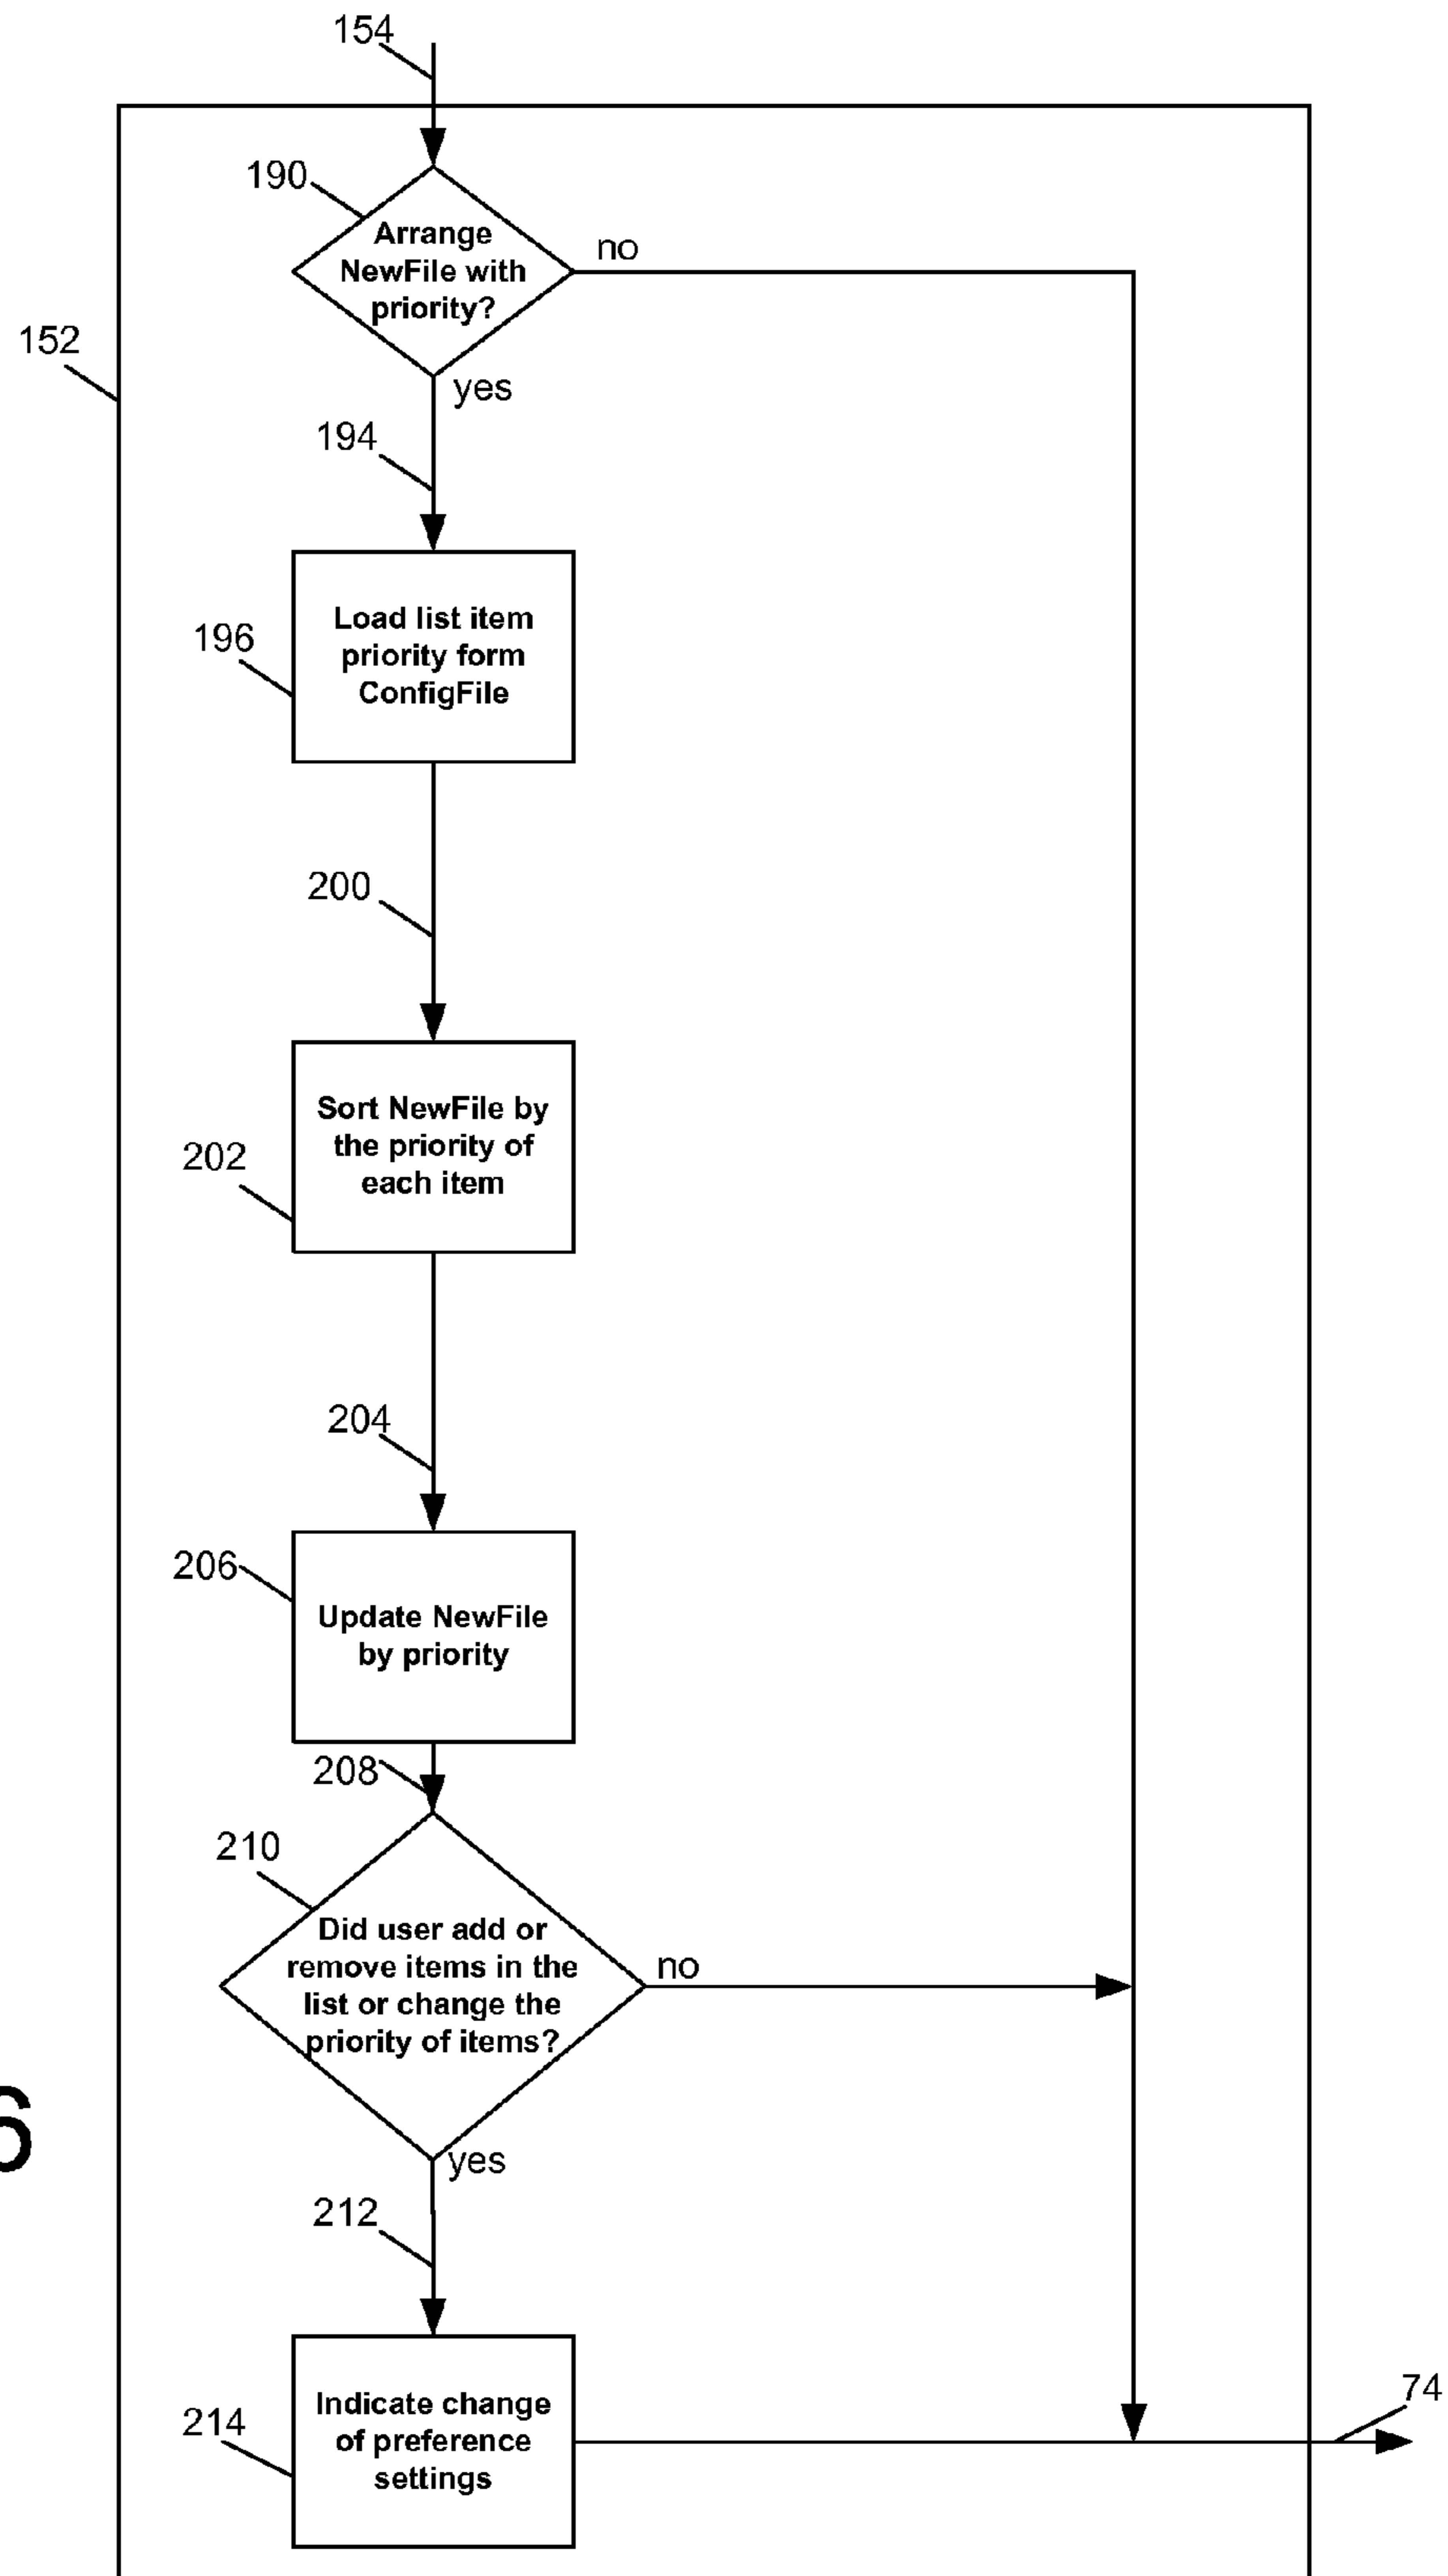 154
190
Arrange
NewFile with
priority?
no
152
yes
194
Load list item
priority form
ConfigFile
196
200
Sort NewFile by
the priority of
each item
202
204
206
Update NewFile
by priority
208
210
Did user add or
remove items in the
list or change the
priority of items?
no
6
yes
212
74
Indicate change
of preference
settings
214